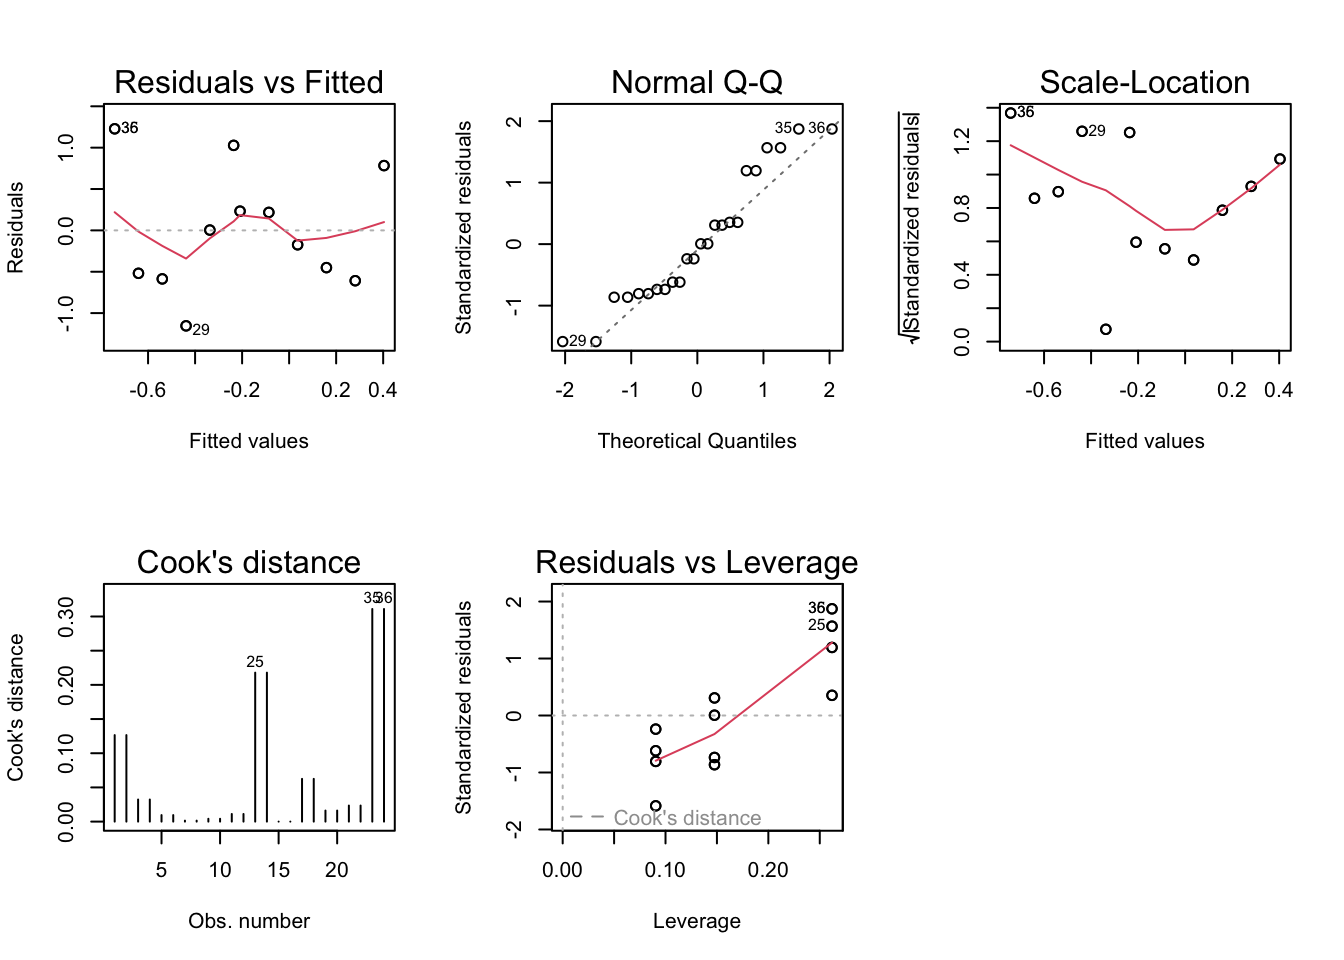 Residuals vs Fitted
Residuals
1.0
0.0
-1.0
36
29
-0.6
-0.2
0.2 0.4
Fitted values
Normal Q-Q
Standardized residuals
2
1
0
-1
35 36
29
-2 -1 0 1 2
Theoretical Quantiles
Scale-Location
√|Standardized residuals|
1.2
0.8
0.4
0.0
36
29
-0.6 -0.2 0.2 0.4
Fitted values
Cook's distance
Cook's distance
0.30
0.20
0.10
0.00
35 36
25
5 10 15 20
Obs. number
Residuals vs Leverage
Standardized residuals
2
1
0
-1
-2
36
25
Cook's distance
0.00 0.10 0.20
Leverage